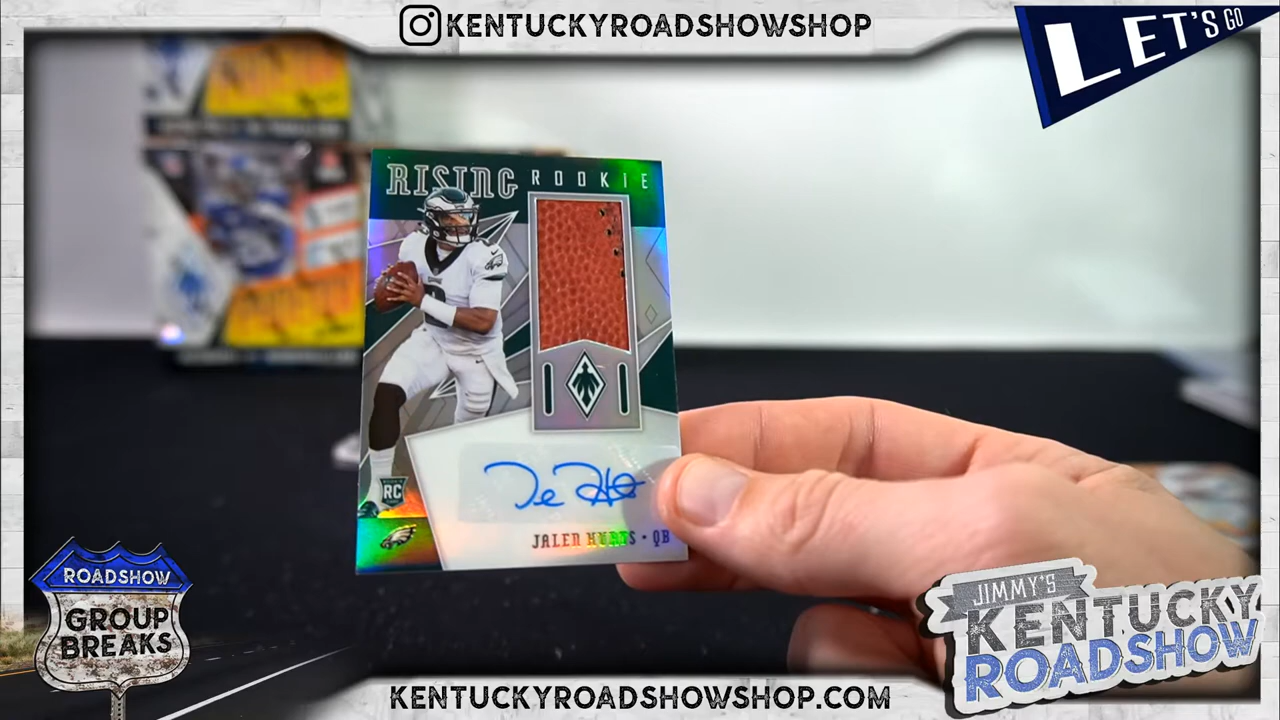 KENTUCKYROADSHOWSHOP
LET'S GO
RISING ROOKIE
RC
JALEN HURTS • QB
ROADSHOW
GROUP
BREAKS
JIMMY'S
KENTUCKY
ROADSHOW
KENTUCKYROADSHOWSHOP.COM